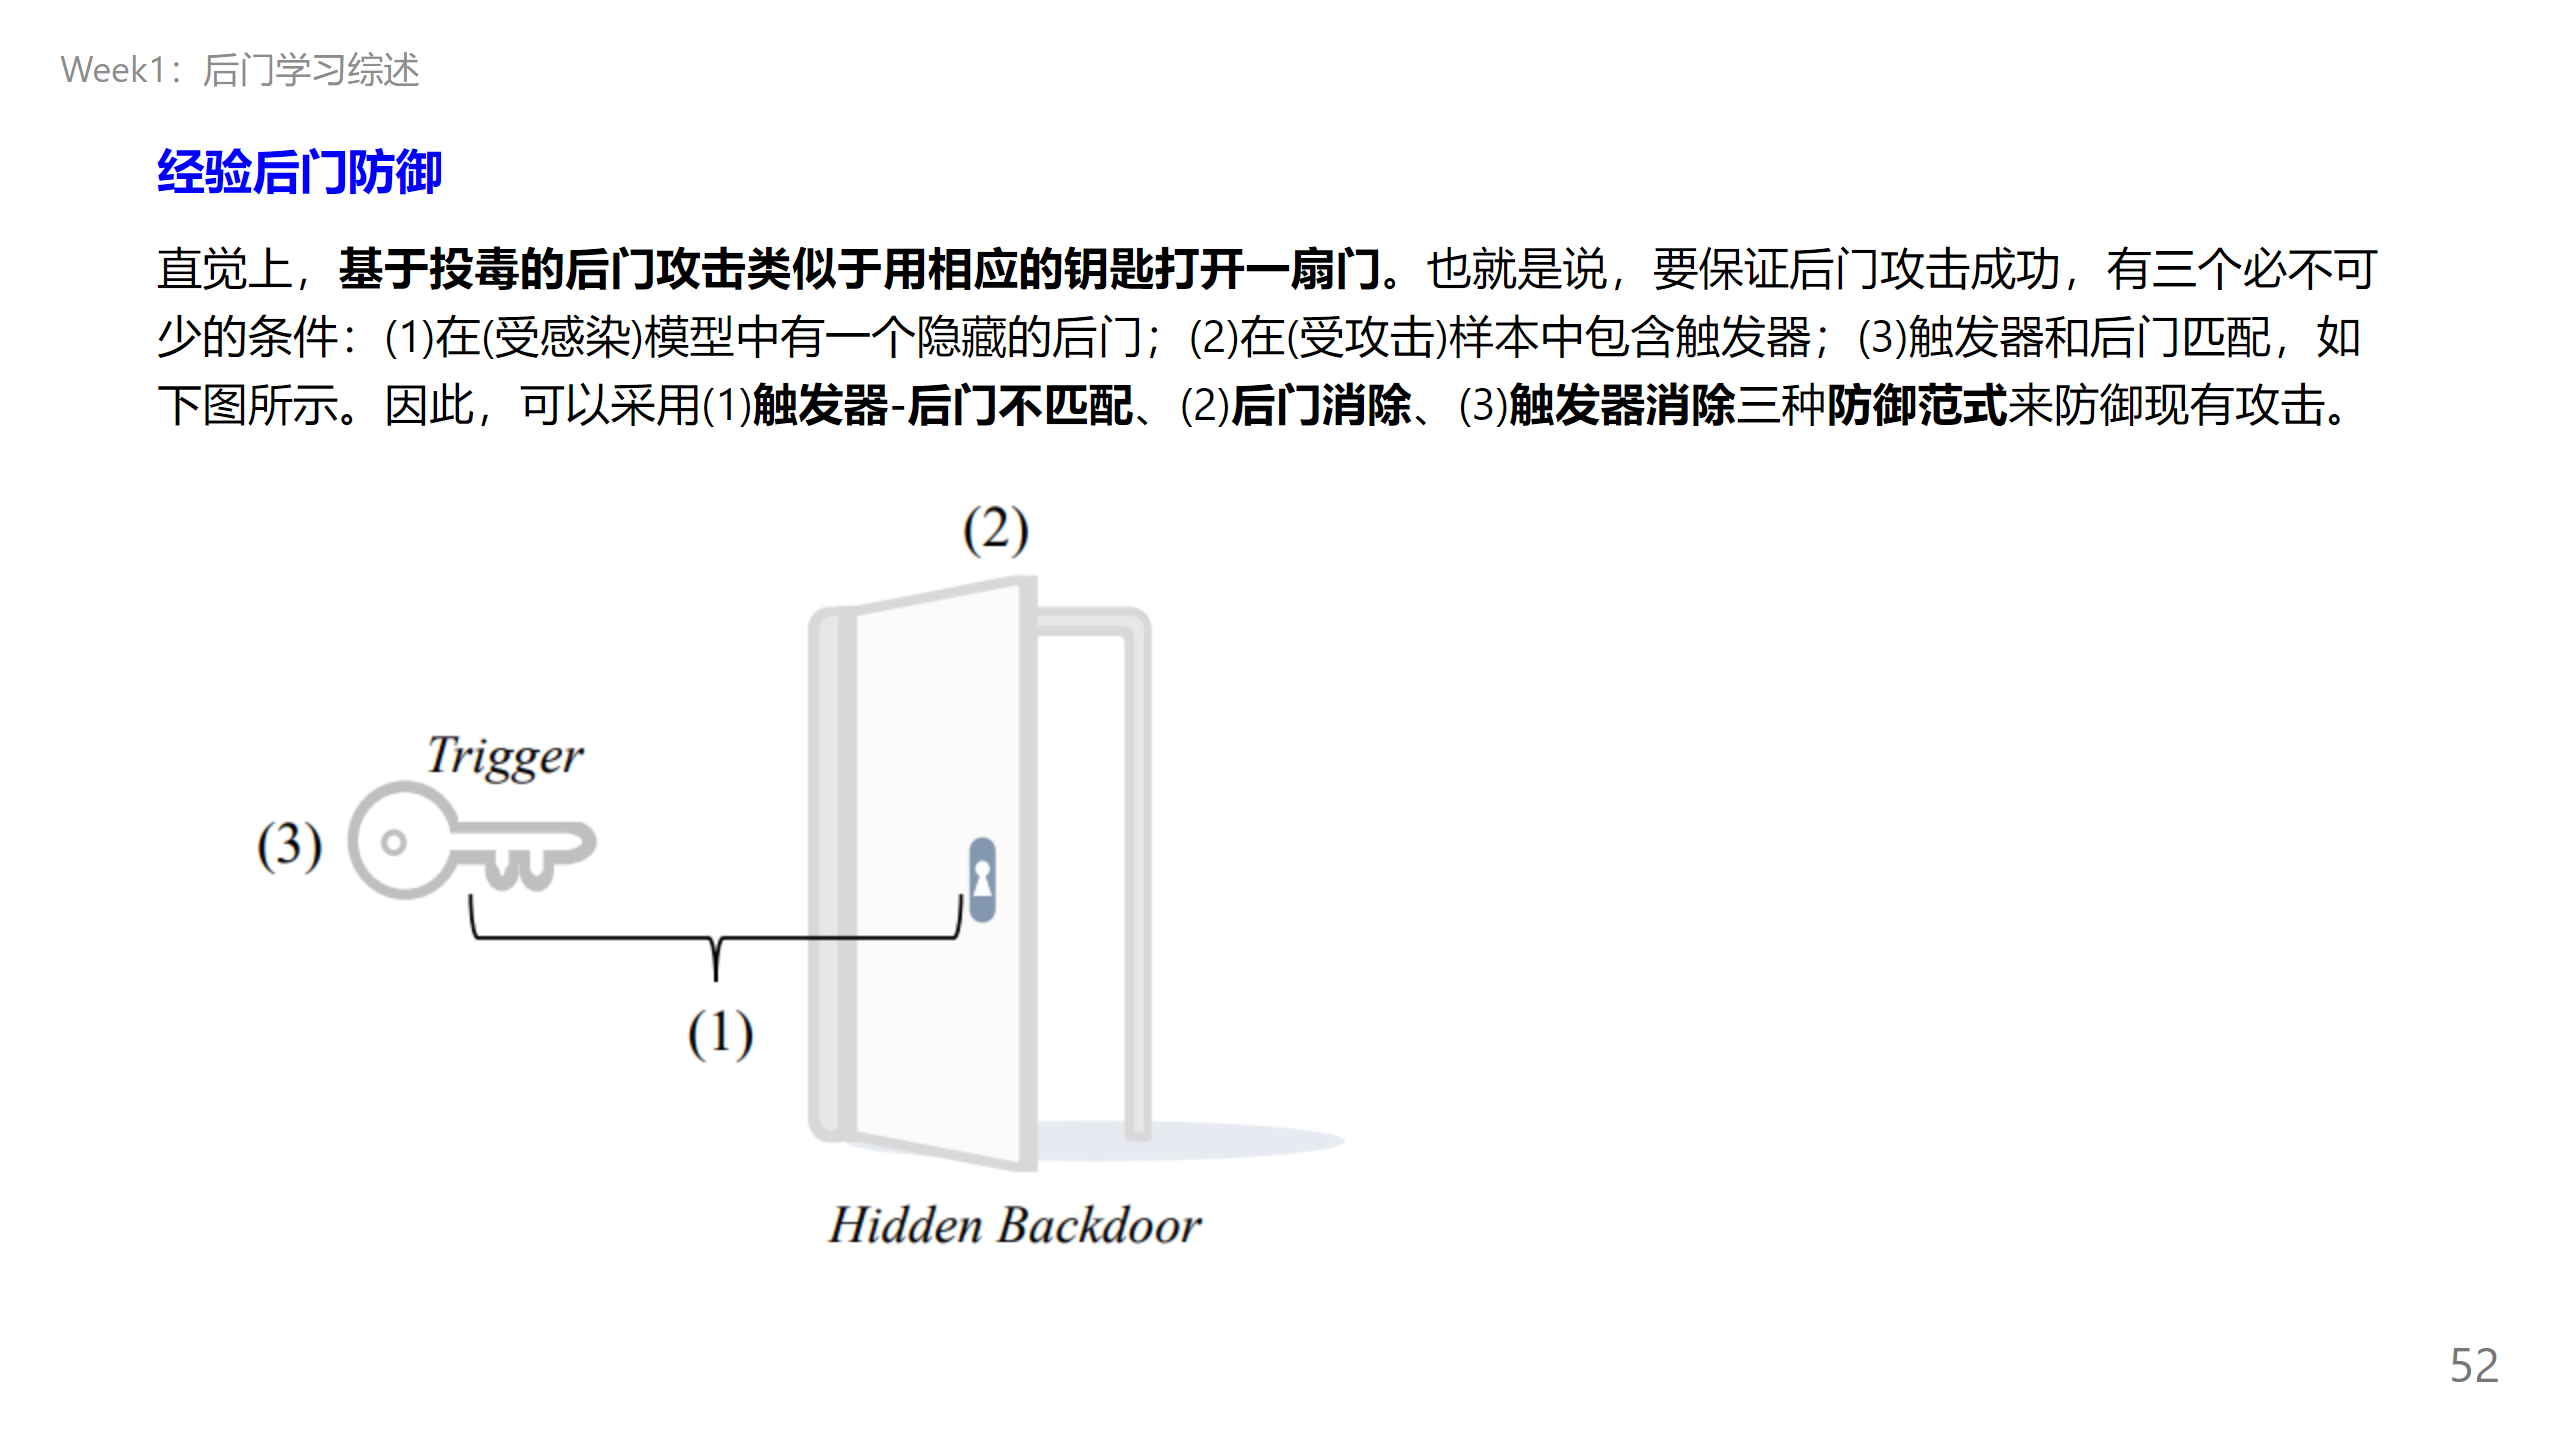 Week1：后门学习综述
经验后门防御
直觉上，基于投毒的后门攻击类似于用相应的钥匙打开一扇门。也就是说，要保证后门攻击成功，有三个必不可
少的条件：(1)在(受感染)模型中有一个隐藏的后门；(2)在(受攻击)样本中包含触发器；(3)触发器和后门匹配，如
下图所示。因此，可以采用(1)触发器-后门不匹配、(2)后门消除、(3)触发器消除三种防御范式来防御现有攻击。
(2)
Trigger
(3)
(1)
Hidden Backdoor
52